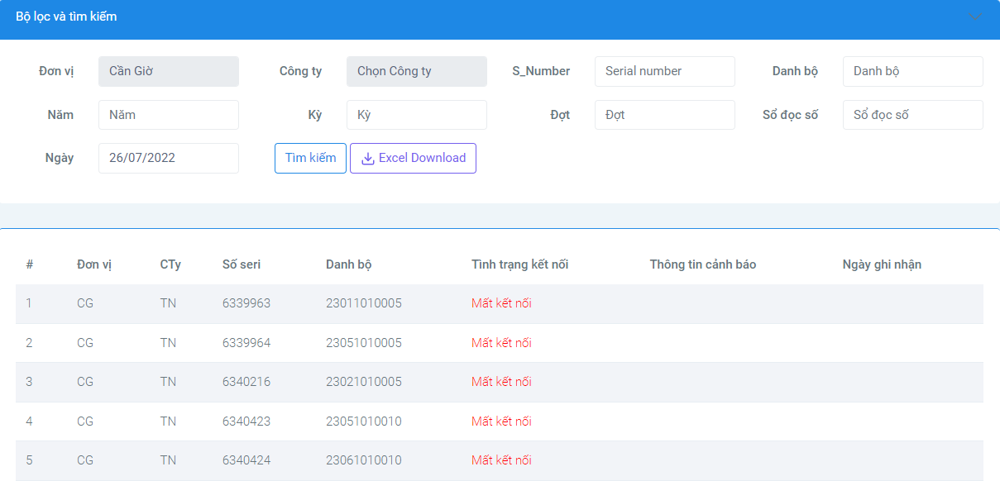 Bộ lọc và tìm kiếm
Đơn vị Cần Giờ Công ty Chọn Công ty S_Number Serial number Danh bộ Danh bộ
Năm Năm Kỳ Kỳ Đợt Đợt Sổ đọc số Sổ đọc số
Ngày 26/07/2022 Tìm kiếm Excel Download
# Đơn vị CTy Số seri Danh bộ Tình trạng kết nối Thông tin cảnh báo Ngày ghi nhận
1 CG TN 6339963 23011010005 Mất kết nối
2 CG TN 6339964 23051010005 Mất kết nối
3 CG TN 6340216 23021010005 Mất kết nối
4 CG TN 6340423 23051010010 Mất kết nối
5 CG TN 6340424 23061010010 Mất kết nối